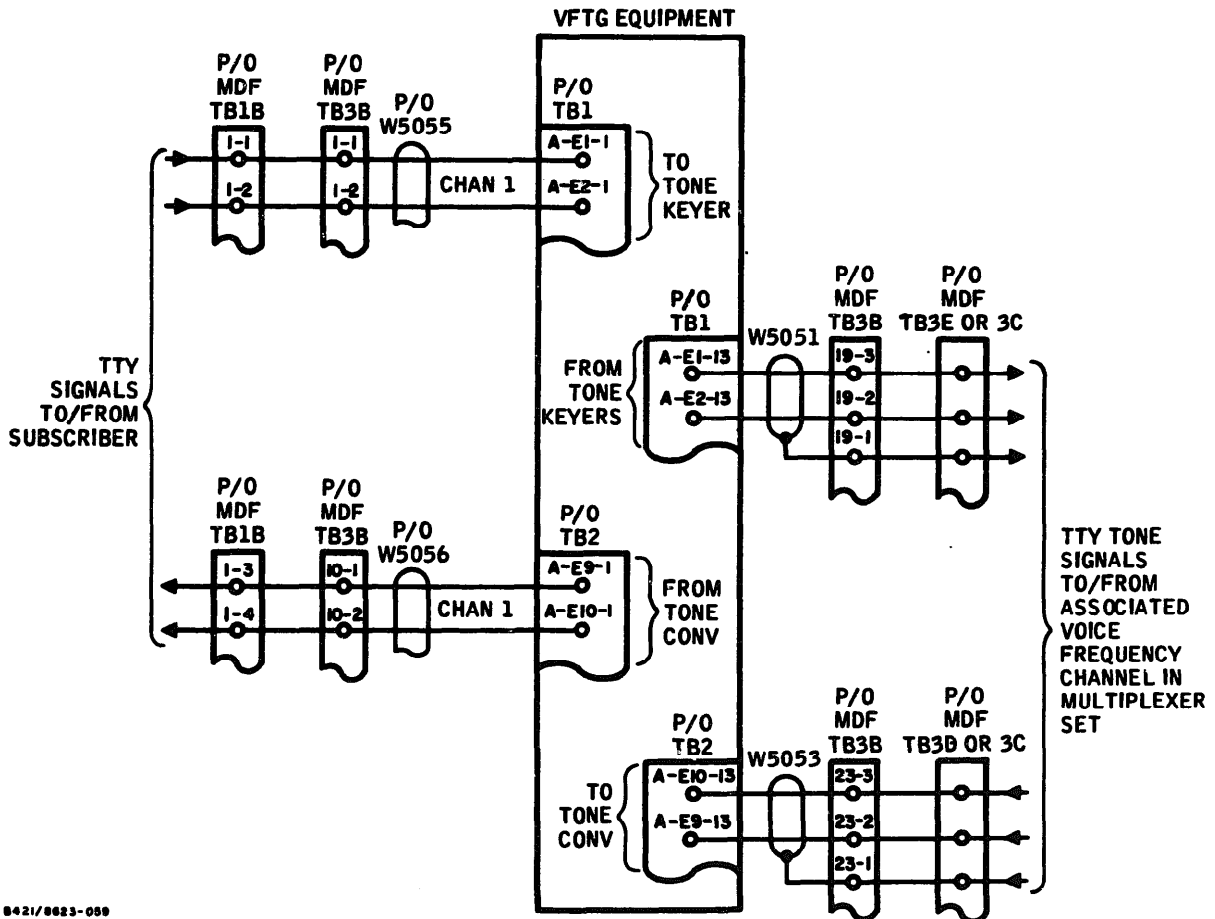 VFTG EQUIPMENT
P/O
MDF
TB1B
P/O
MDF
TB3B
P/O
W5055
P/O
TB1
1-1
1-1
A-E1-1
1-2
1-2
CHAN 1
A-E2-1
TO
TONE
KEYER
TTY
SIGNALS
TO/FROM
SUBSCRIBER
P/O
TB1
W5051
P/O
MDF
TB3B
P/O
MDF
TB3E OR 3C
FROM
TONE
KEYERS
A-E1-13
19-3
A-E2-13
19-2
19-1
P/O
MDF
TB1B
P/O
MDF
TB3B
P/O
W5056
P/O
TB2
1-3
10-1
A-E9-1
1-4
10-2
CHAN 1
A-E10-1
FROM
TONE
CONV
TTY TONE
SIGNALS
TO/FROM
ASSOCIATED
VOICE
FREQUENCY
CHANNEL IN
MULTIPLEXER
SET
P/O
TB2
W5053
P/O
MDF
TB3B
P/O
MDF
TB3D OR 3C
TO
TONE
CONV
A-E10-13
23-3
A-E9-13
23-2
23-1
8421/8623-059